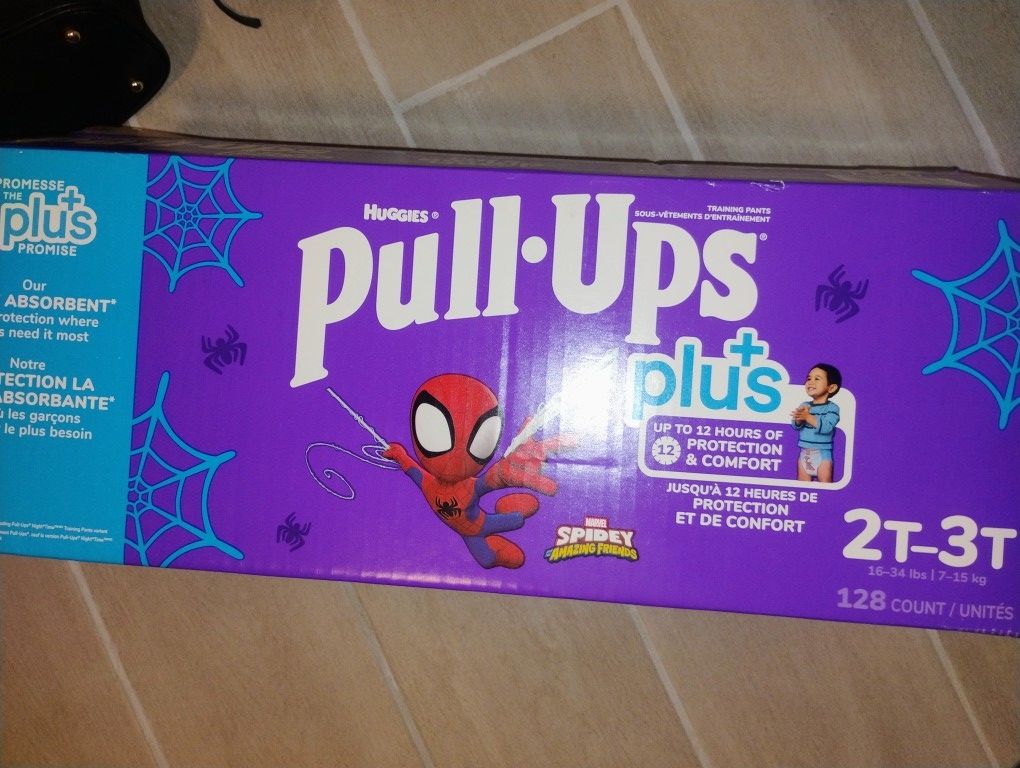 PROMESSE
THE
plus+
PROMISE
Our
ABSORBENT*
need it most
Notre
LA
ABSORBANTE*
les garçons
le plus besoin
HUGGIES®
TRAINING PANTS
SOUS-VÊTEMENTS D'ENTRAÎNEMENT
Pull·Ups®
plus+
UP TO 12 HOURS OF
12 PROTECTION
& COMFORT
JUSQU'À 12 HEURES DE
PROTECTION
ET DE CONFORT
MARVEL
SPIDEY
AMAZING FRIENDS
2T–3T
16–34 lbs | 7–15 kg
128 COUNT / UNITÉS